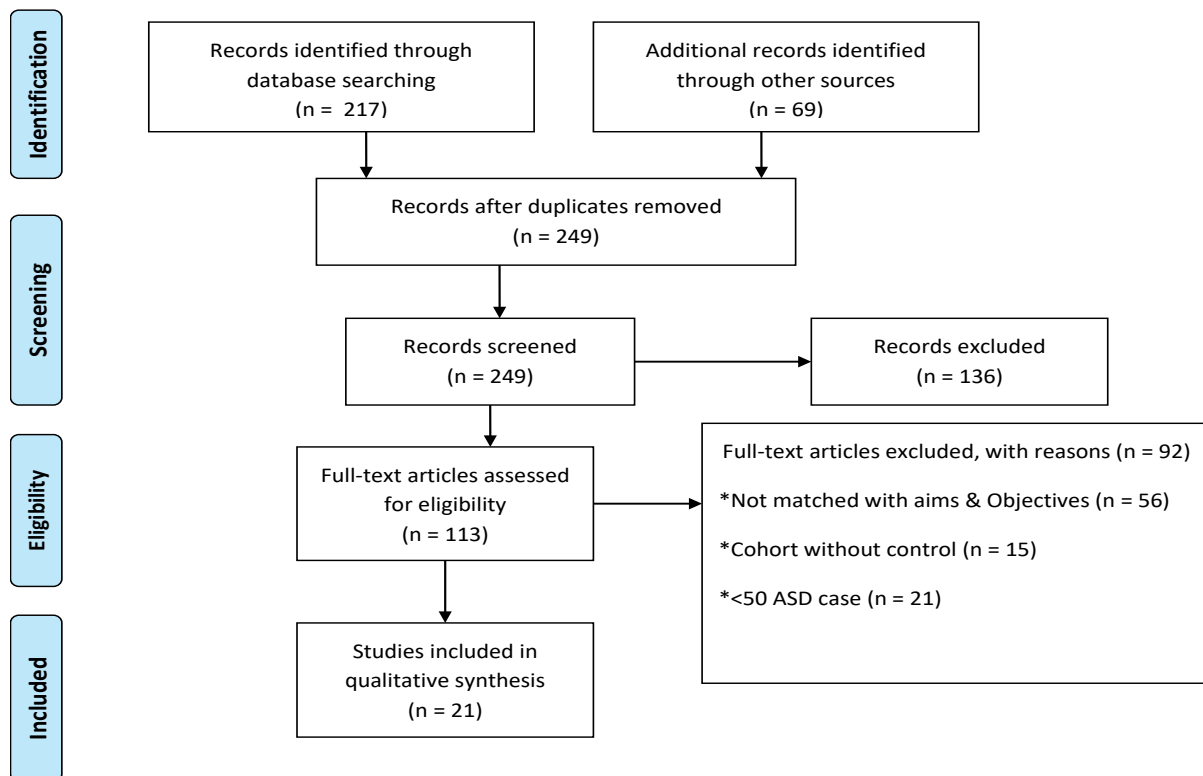 Identification
Records identified through
database searching
(n =  217)
Additional records identified
through other sources
(n = 69)
Records after duplicates removed
(n = 249)
Screening
Records screened
(n = 249)
Records excluded
(n = 136)
Eligibility
Full-text articles assessed
for eligibility
(n = 113)
Full-text articles excluded, with reasons (n = 92)
*Not matched with aims & Objectives (n = 56)
*Cohort without control (n = 15)
*<50 ASD case (n = 21)
Included
Studies included in
qualitative synthesis
(n = 21)